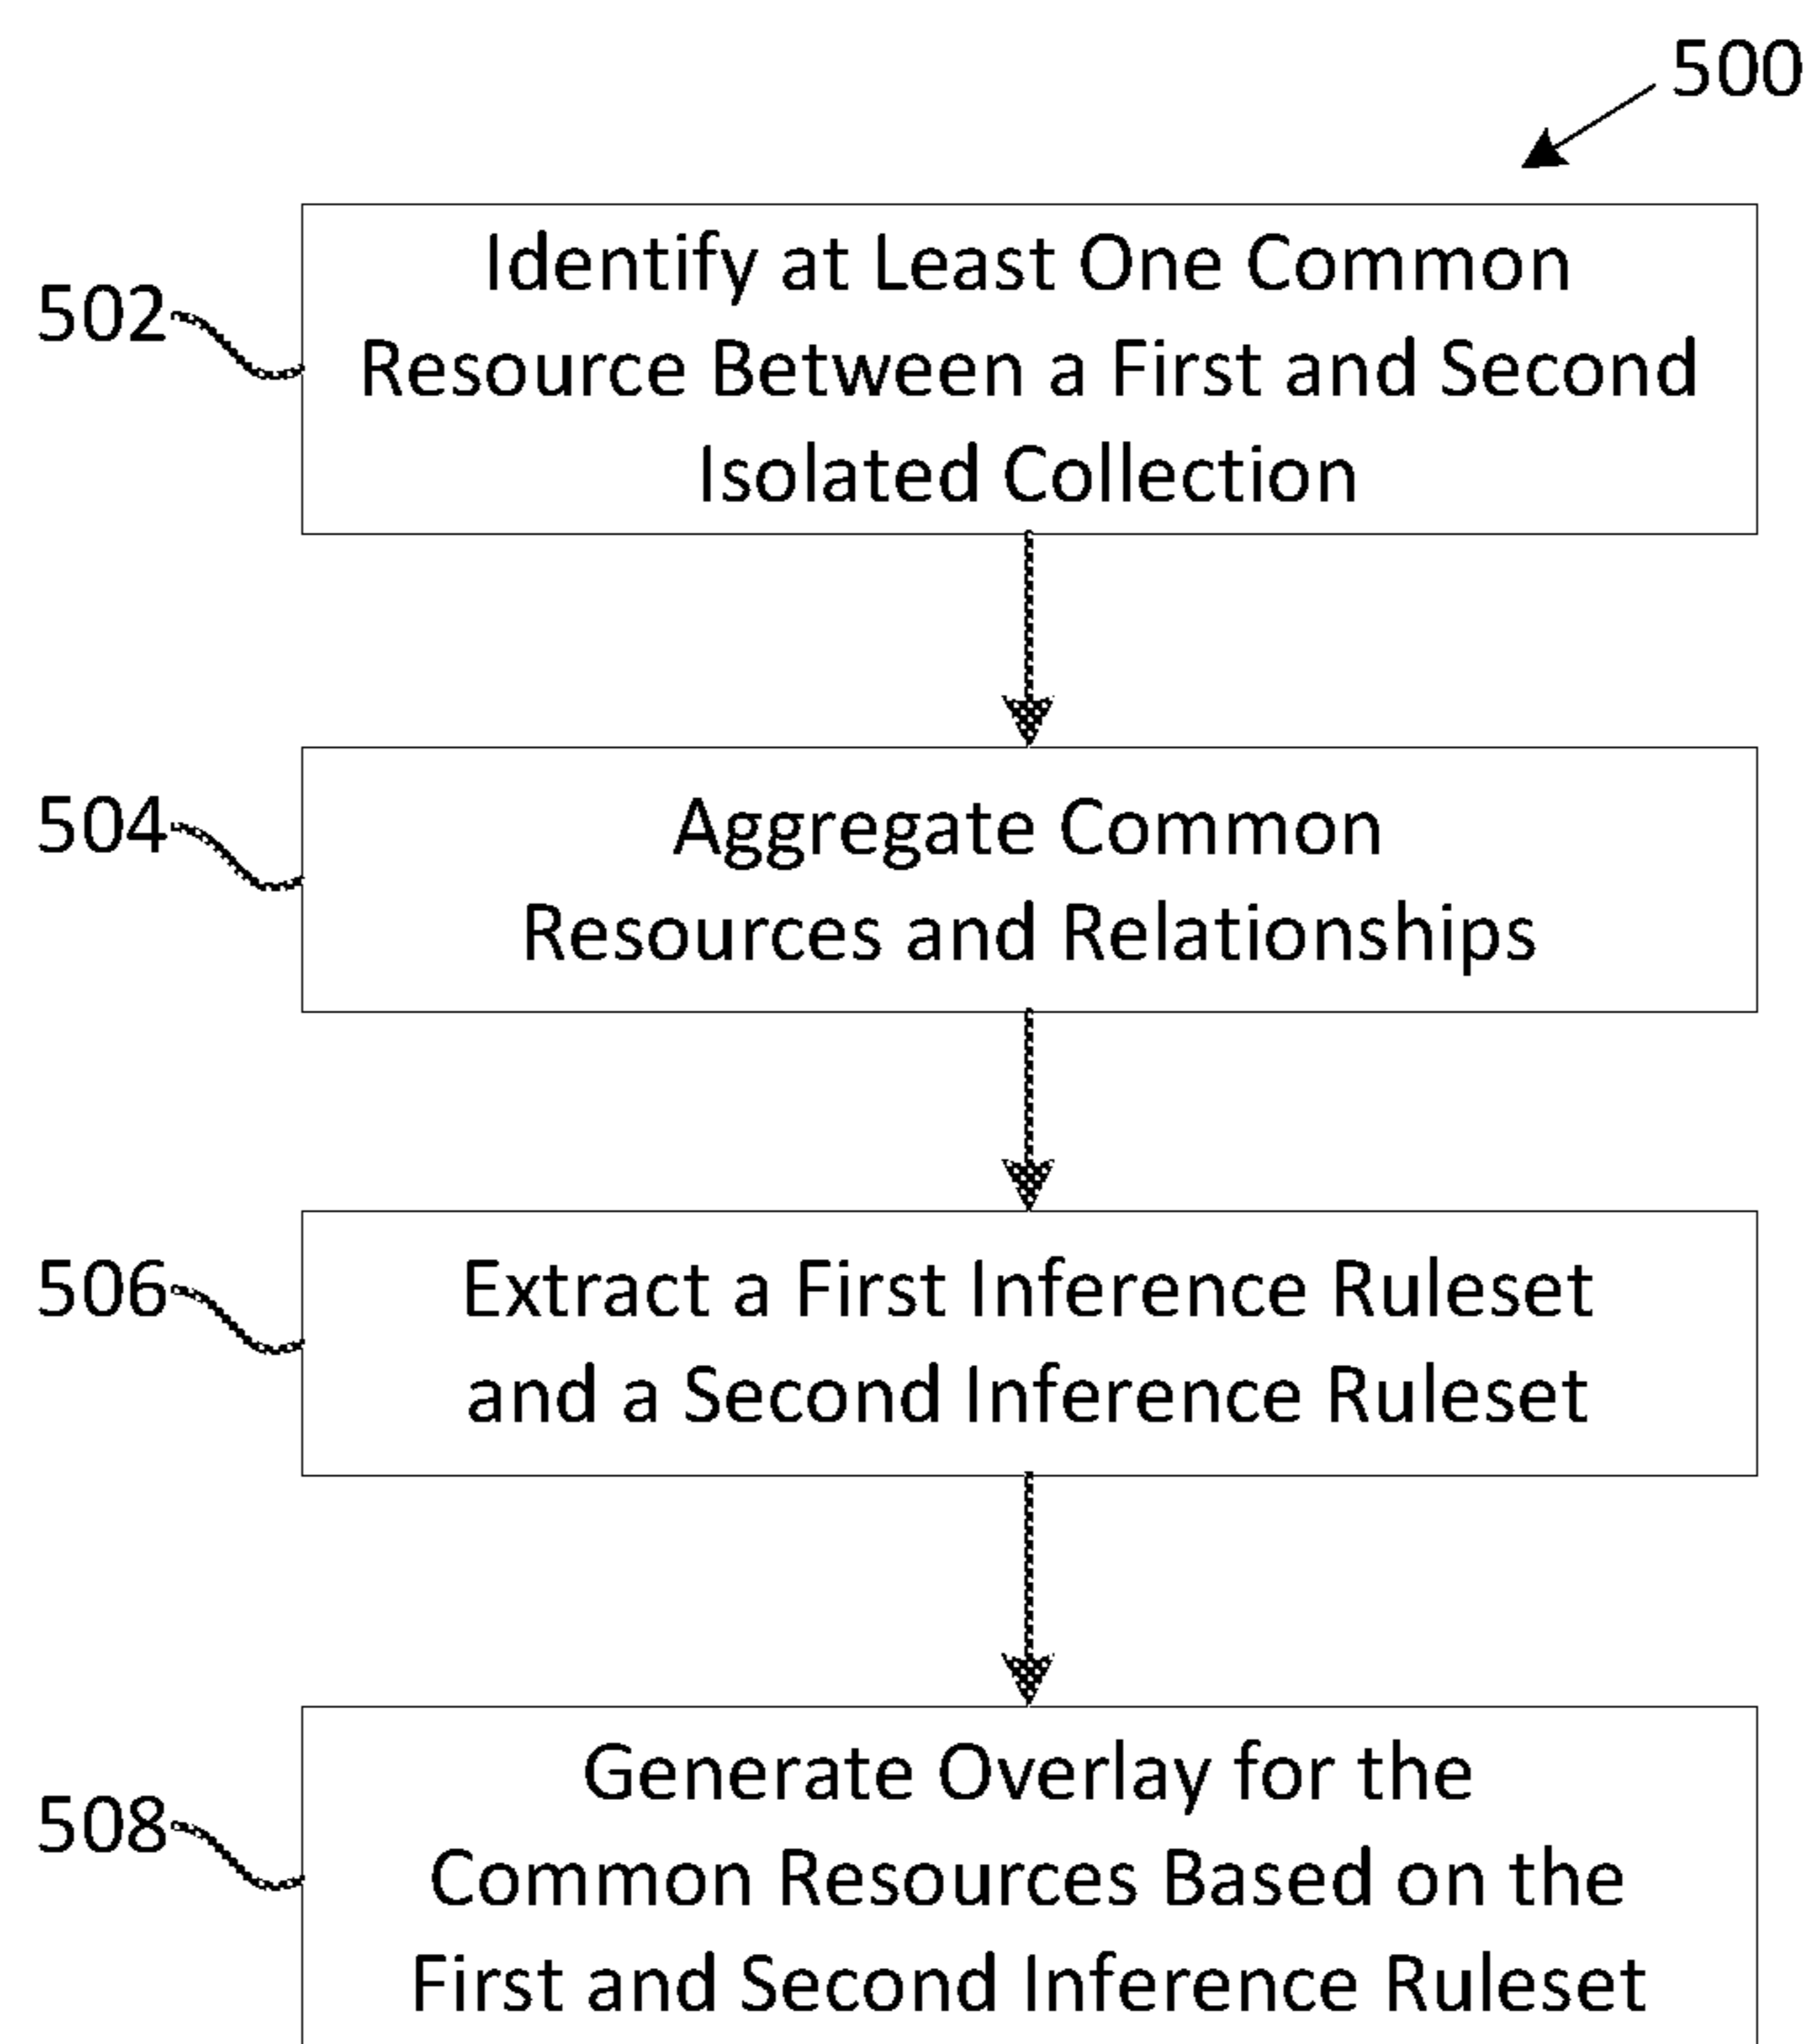 500
502
Identify at Least One Common
Resource Between a First and Second
Isolated Collection
504
Aggregate Common
Resources and Relationships
506
Extract a First Inference Ruleset
and a Second Inference Ruleset
508
Generate Overlay for the
Common Resources Based on the
First and Second Inference Ruleset